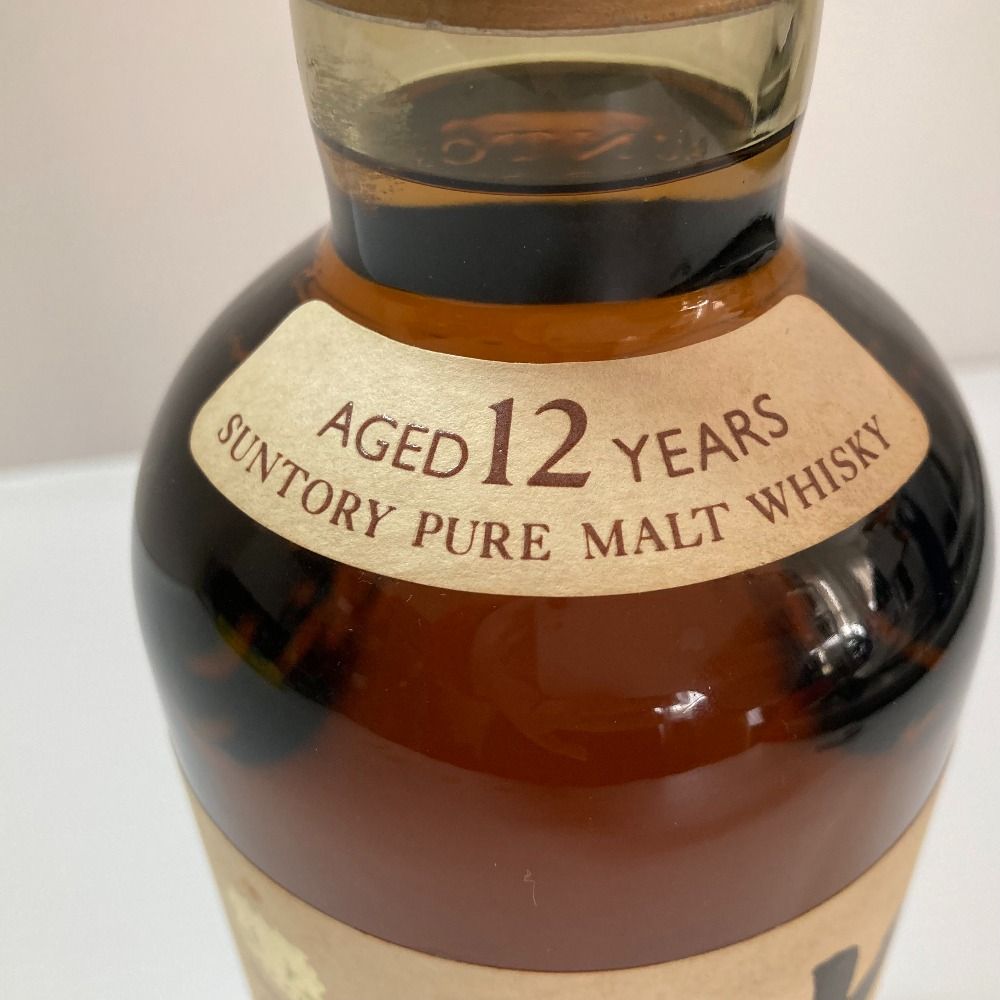 AGED 12 YEARS
SUNTORY PURE MALT WHISKY